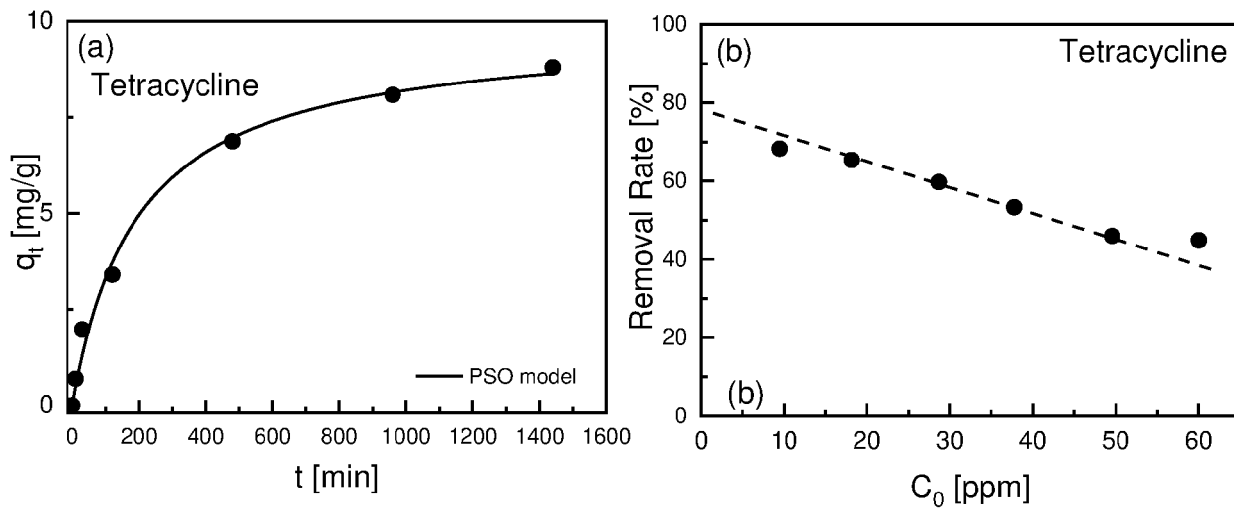 (a)
Tetracycline
10
5
0
q_t [mg/g]
PSO model
0 200 400 600 800 1000 1200 1400 1600
t [min]
(b) Tetracycline
100
80
60
40
20
0
Removal Rate [%]
(b)
0 10 20 30 40 50 60
C_0 [ppm]